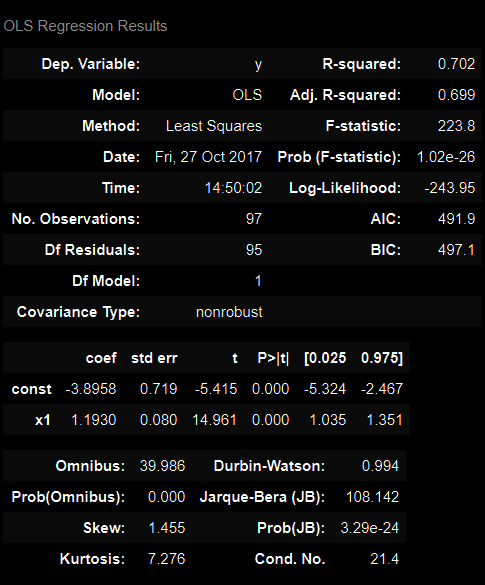 OLS Regression Results
Dep. Variable: y R-squared: 0.702
Model: OLS Adj. R-squared: 0.699
Method: Least Squares F-statistic: 223.8
Date: Fri, 27 Oct 2017 Prob (F-statistic): 1.02e-26
Time: 14:50:02 Log-Likelihood: -243.95
No. Observations: 97 AIC: 491.9
Df Residuals: 95 BIC: 497.1
Df Model: 1
Covariance Type: nonrobust
coef std err t P>|t| [0.025 0.975]
const -3.8958 0.719 -5.415 0.000 -5.324 -2.467
x1 1.1930 0.080 14.961 0.000 1.035 1.351
Omnibus: 39.986 Durbin-Watson: 0.994
Prob(Omnibus): 0.000 Jarque-Bera (JB): 108.142
Skew: 1.455 Prob(JB): 3.29e-24
Kurtosis: 7.276 Cond. No. 21.4